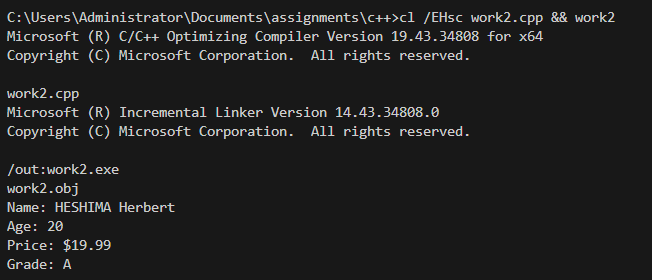 C:\Users\Administrator\Documents\assignments\c++>cl /EHsc work2.cpp && work2
Microsoft (R) C/C++ Optimizing Compiler Version 19.43.34808 for x64
Copyright (C) Microsoft Corporation.  All rights reserved.

work2.cpp
Microsoft (R) Incremental Linker Version 14.43.34808.0
Copyright (C) Microsoft Corporation.  All rights reserved.

/out:work2.exe
work2.obj
Name: HESHIMA Herbert
Age: 20
Price: $19.99
Grade: A